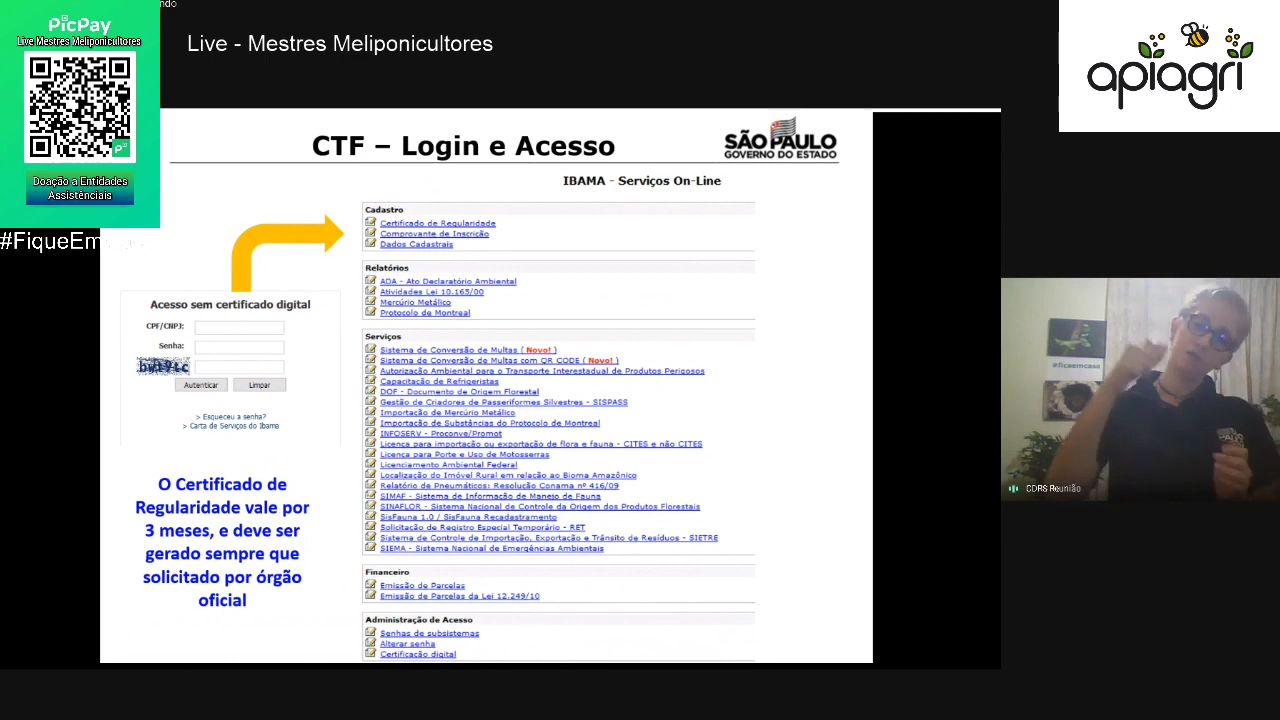 ndo
PicPay
Live Mestres Meliponicultores
Doação a Entidades
Assistênciais
#FiqueEm
Live - Mestres Meliponicultores
apiagri
CTF – Login e Acesso
SÃO PAULO
GOVERNO DO ESTADO
IBAMA - Serviços On-Line
Acesso sem certificado digital
CPF/CNPJ:
Senha:
Autenticar
Limpar
> Esqueceu a senha?
> Carta de Serviços do Ibama
O Certificado de
Regularidade vale por
3 meses, e deve ser
gerado sempre que
solicitado por órgão
oficial
Cadastro
Certificado de Regularidade
Comprovante de Inscrição
Dados Cadastrais
Relatórios
ADA - Ato Declaratório Ambiental
Atividades Lei 10.165/00
Mercúrio Metálico
Protocolo de Montreal
Serviços
Sistema de Conversão de Multas ( Novo! )
Sistema de Conversão de Multas com QR CODE ( Novo! )
Autorização Ambiental para o Transporte Interestadual de Produtos Perigosos
Capacitação de Refrigeristas
DOF - Documento de Origem Florestal
Gestão de Criadores de Passeriformes Silvestres - SISPASS
Importação de Mercúrio Metálico
Importação de Substâncias do Protocolo de Montreal
INFOSERV - Proconve/Promot
Licença para importação ou exportação de flora e fauna - CITES e não CITES
Licença para Porte e Uso de Motosserras
Licenciamento Ambiental Federal
Localização do Imóvel Rural em relação ao Bioma Amazônico
Relatório de Pneumáticos: Resolução Conama nº 416/09
SIMAF - Sistema de Informação de Manejo de Fauna
SINAFLOR - Sistema Nacional de Controle da Origem dos Produtos Florestais
SisFauna 1.0 / SisFauna Recadastramento
Solicitação de Registro Especial Temporário - RET
Sistema de Controle de Importação, Exportação e Trânsito de Resíduos - SIETRE
SIEMA - Sistema Nacional de Emergências Ambientais
Financeiro
Emissão de Parcelas
Emissão de Parcelas da Lei 12.249/10
Administração de Acesso
Senhas de subsistemas
Alterar senha
Certificação digital
#ficaemcasa
CDRS Reunião